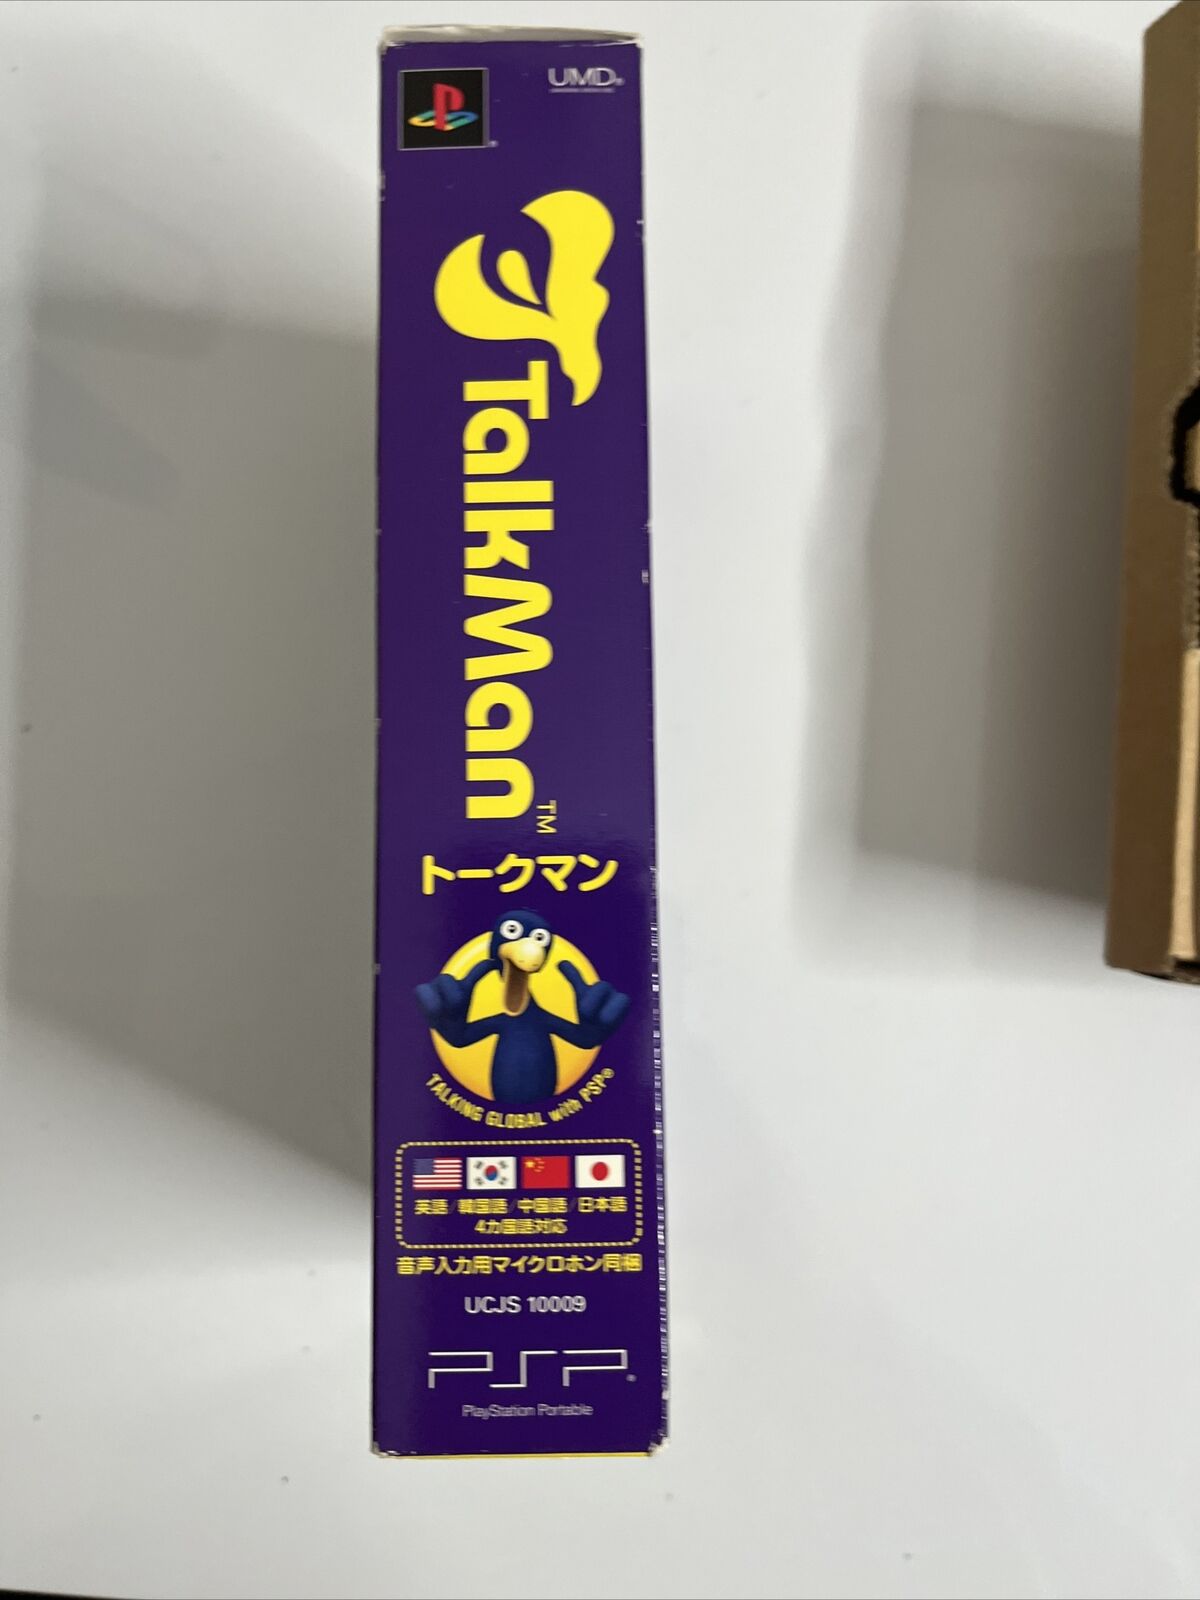 UMD®
TalkMan™
トークマン
TALKING GLOBAL with PSP®
英語/韓国語/中国語/日本語
4カ国語対応
音声入力用マイクロホン同梱
UCJS 10009
PSP®
PlayStation Portable